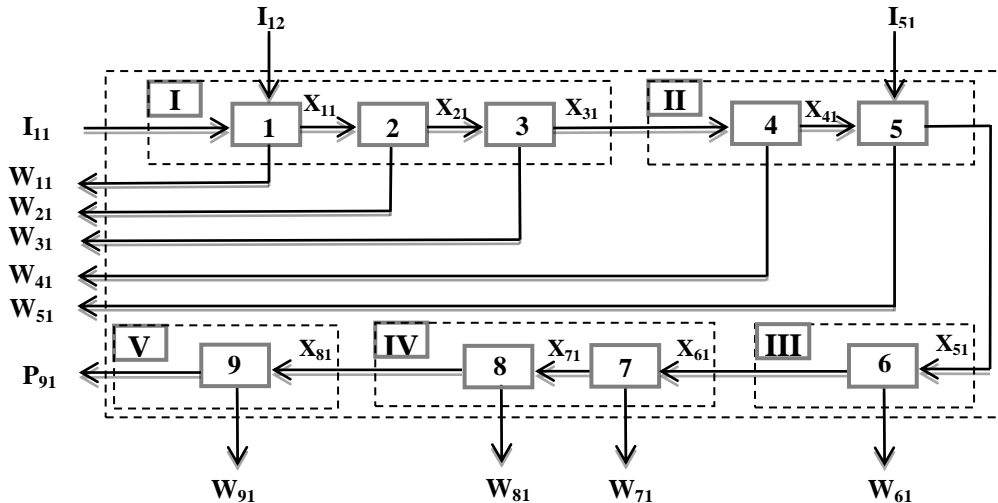 I12 I51
I X11 X21 X31 II X41
I11 1 2 3 4 5
W11
W21
W31
W41
W51
V X81 IV X71 X61 III X51
P91 9 8 7 6
W91 W81 W71 W61